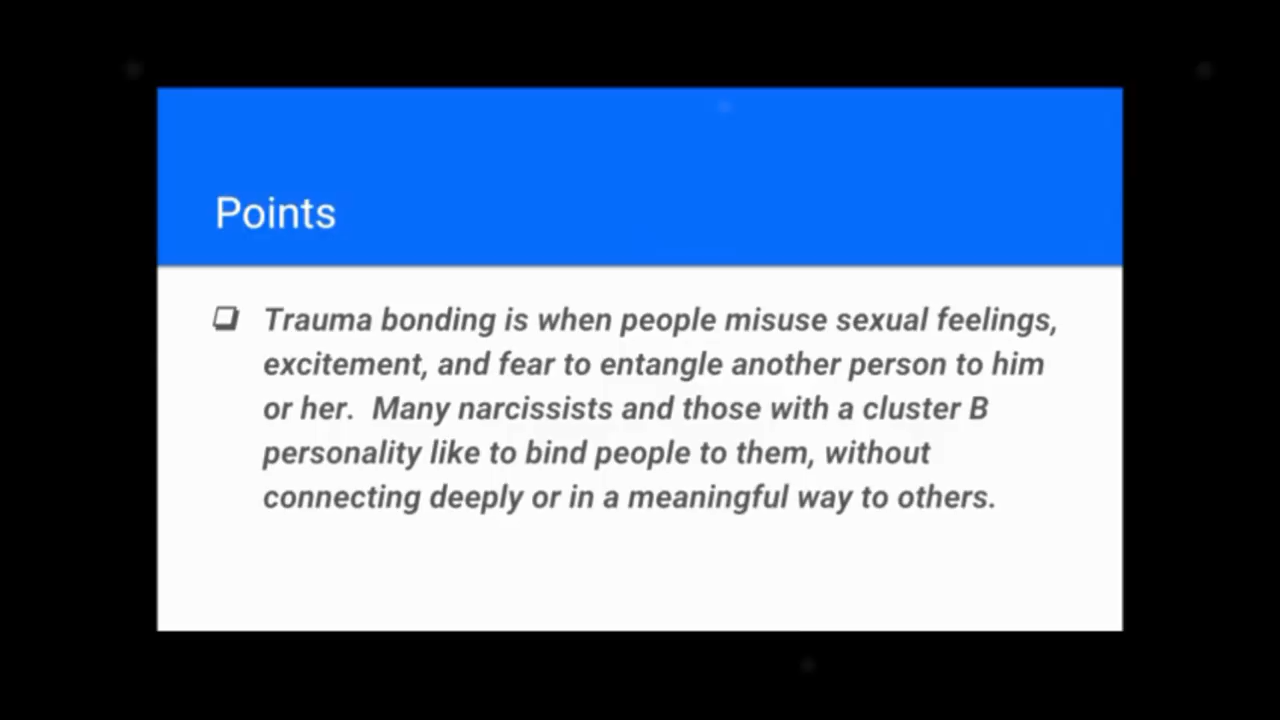 Points
❏ Trauma bonding is when people misuse sexual feelings,
excitement, and fear to entangle another person to him
or her.  Many narcissists and those with a cluster B
personality like to bind people to them, without
connecting deeply or in a meaningful way to others.